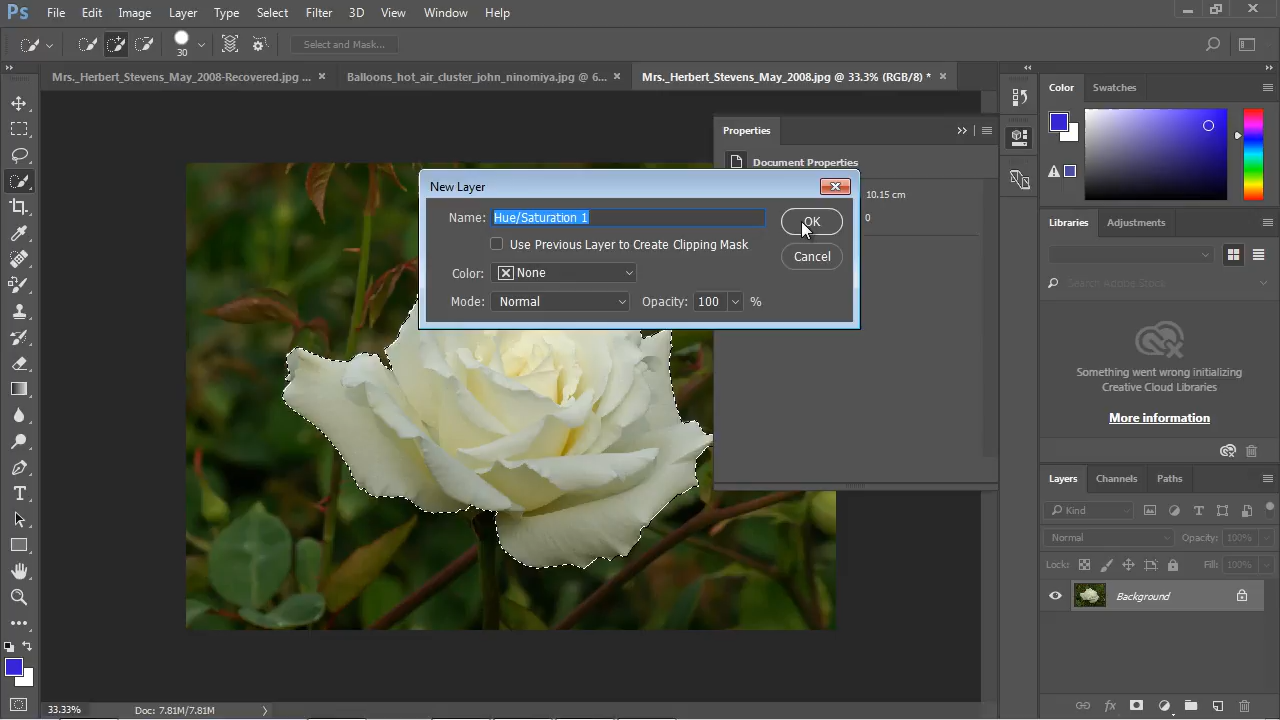 Ps File Edit Image Layer Type Select Filter 3D View Window Help
30 Select and Mask...
Mrs._Herbert_Stevens_May_2008-Recovered.jpg ... × Balloons_hot_air_cluster_john_ninomiya.jpg @ 6... × Mrs._Herbert_Stevens_May_2008.jpg @ 33.3% (RGB/8) * ×
Color Swatches
Properties
Document Properties
10.15 cm
0
New Layer
Name: Hue/Saturation 1
OK
Use Previous Layer to Create Clipping Mask
Cancel
Color: None
Mode: Normal Opacity: 100 %
Libraries Adjustments
Search Adobe Stock
Something went wrong initializing
Creative Cloud Libraries
More information
Layers Channels Paths
Kind
Normal Opacity: 100%
Lock: Fill: 100%
Background
33.33% Doc: 7.81M/7.81M